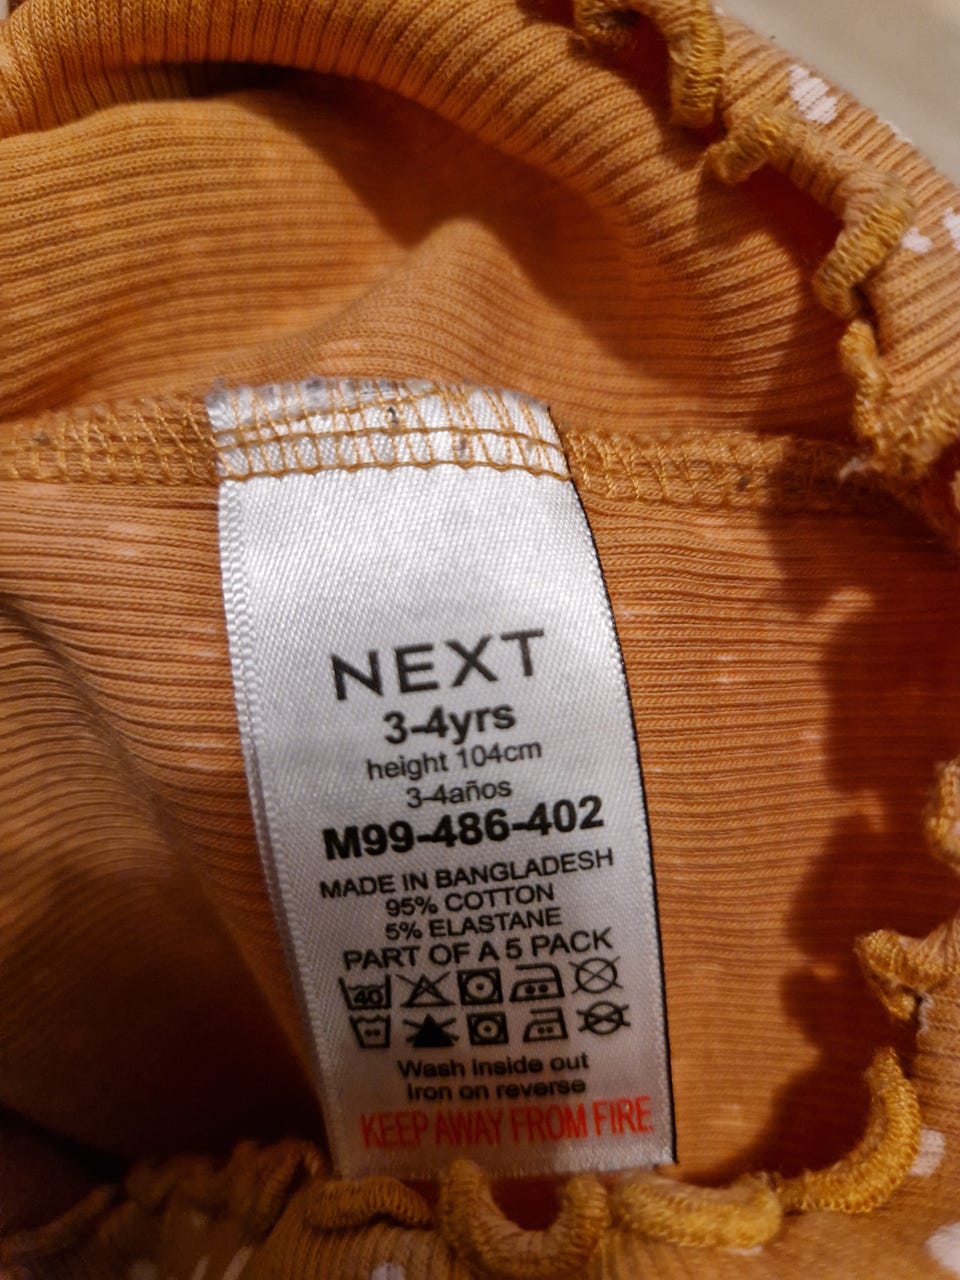 NEXT
3-4yrs
height 104cm
3-4años
M99-486-402
MADE IN BANGLADESH
95% COTTON
5% ELASTANE
PART OF A 5 PACK
40
Wash inside out
Iron on reverse
KEEP AWAY FROM FIRE.